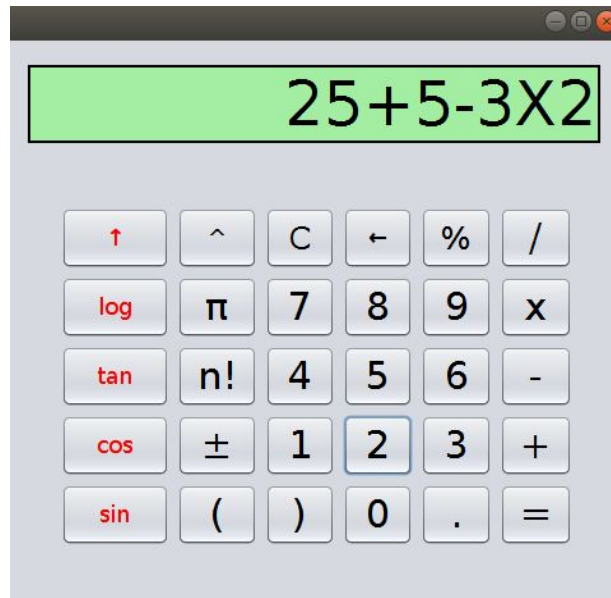 25+5-3X2
↑ ^ C ← % /
log π 7 8 9 x
tan n! 4 5 6 -
cos ± 1 2 3 +
sin ( ) 0 . =